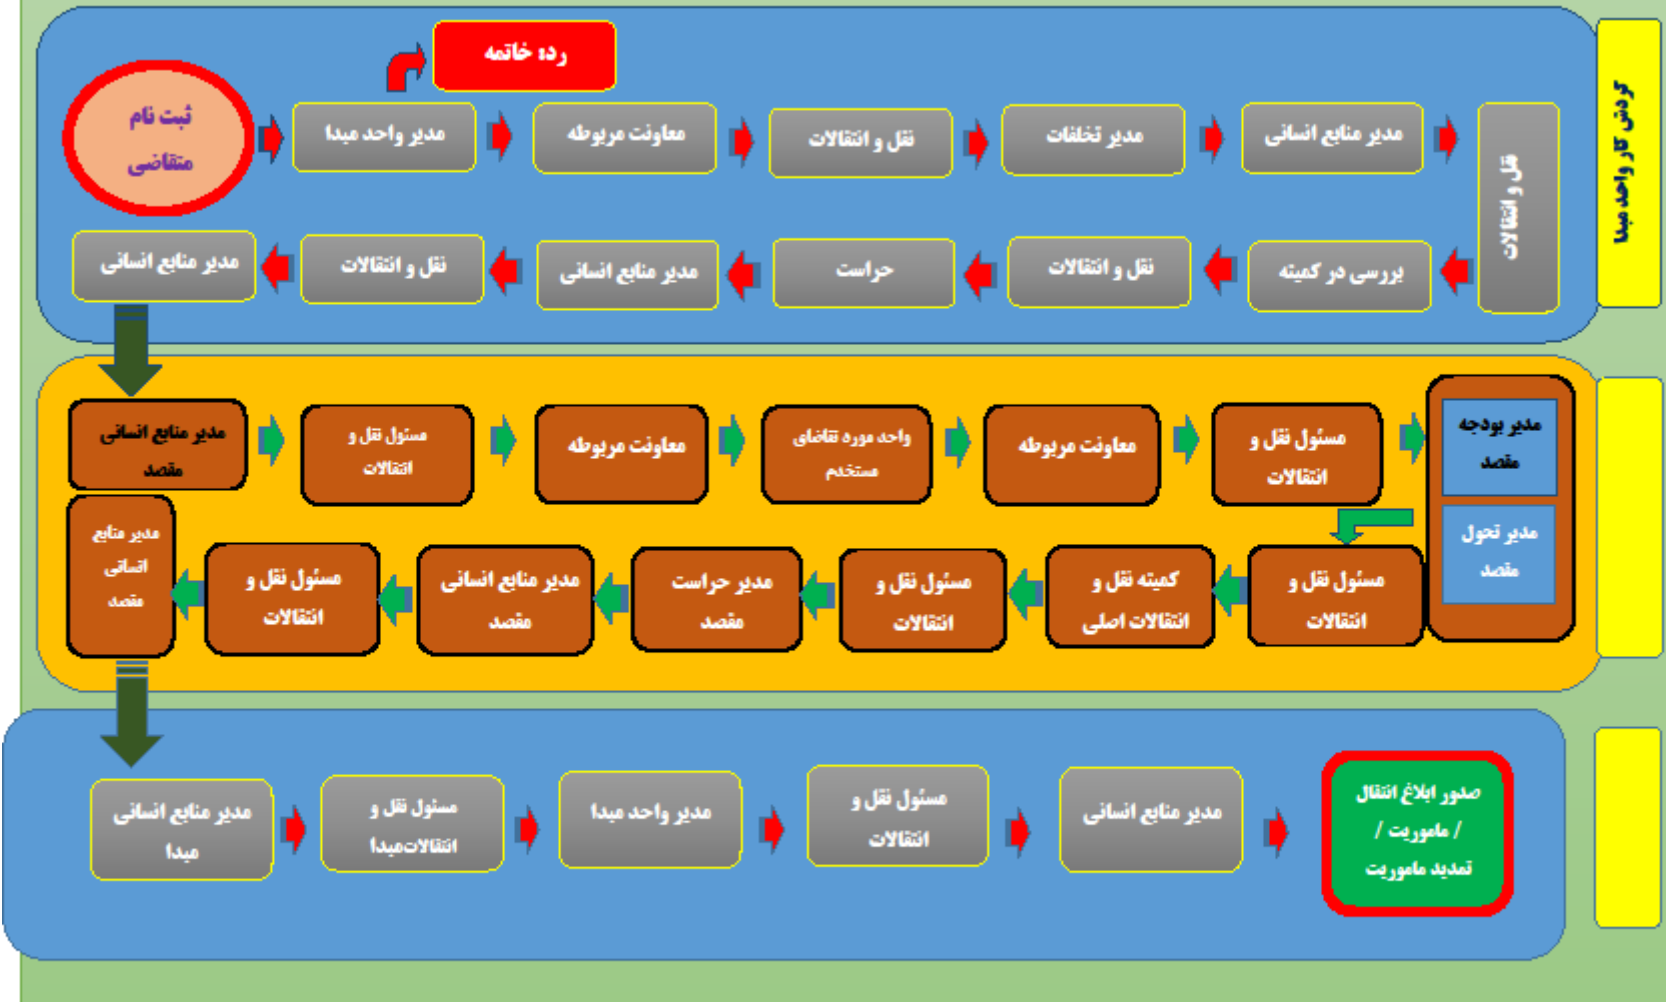 گردش کار واحد مبدا
رد: خاتمه
ثبت نام
متقاضی
مدیر واحد مبدا
معاونت مربوطه
نقل و انتقالات
مدیر تخلفات
مدیر منابع انسانی
نقل و انتقالات
بررسی در کمیته
نقل و انتقالات
حراست
مدیر منابع انسانی
نقل و انتقالات
مدیر منابع انسانی
مدیر منابع انسانی
مقصد
مسئول نقل و
انتقالات
معاونت مربوطه
واحد مورد تقاضای
مستخدم
معاونت مربوطه
مسئول نقل و
انتقالات
مدیر بودجه
مقصد
مدیر تحول
مقصد
مسئول نقل و
انتقالات
کمیته نقل و
انتقالات اصلی
مسئول نقل و
انتقالات
مدیر حراست
مقصد
مدیر منابع انسانی
مقصد
مسئول نقل و
انتقالات
مدیر منابع
انسانی
مقصد
مدیر منابع انسانی
مبدا
مسئول نقل و
انتقالات‌مبدا
مدیر واحد مبدا
مسئول نقل و
انتقالات
مدیر منابع انسانی
صدور ابلاغ انتقال
/ ماموریت /
تمدید ماموریت